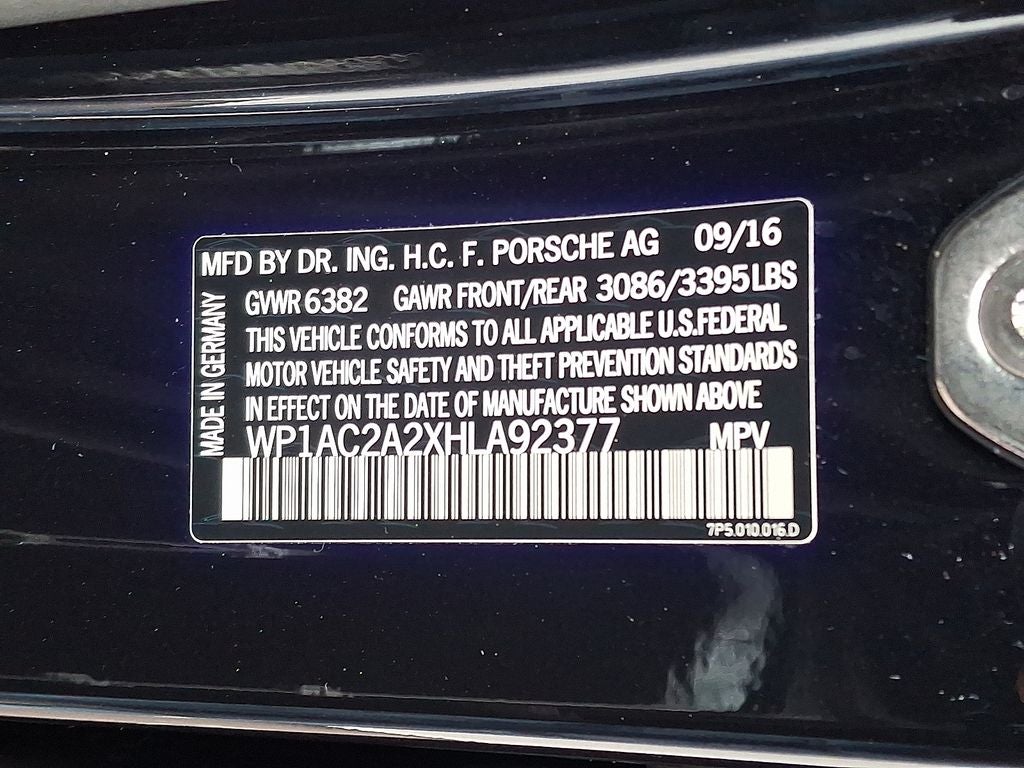 MFD BY DR. ING. H.C. F. PORSCHE AG 09/16
GVWR 6382 GAWR FRONT/REAR 3086/3395LBS
THIS VEHICLE CONFORMS TO ALL APPLICABLE U.S.FEDERAL
MOTOR VEHICLE SAFETY AND THEFT PREVENTION STANDARDS
IN EFFECT ON THE DATE OF MANUFACTURE SHOWN ABOVE
WP1AC2A2XHLA92377 MPV
7P5.010.016.D
MADE IN GERMANY